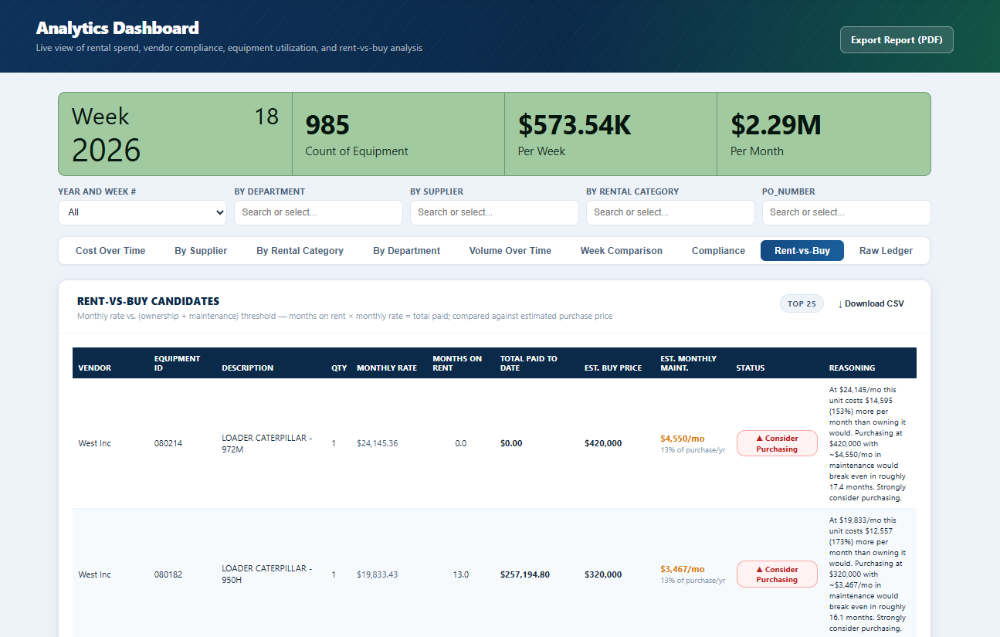 Analytics Dashboard
Live view of rental spend, vendor compliance, equipment utilization, and rent-vs-buy analysis
Export Report (PDF)
Week 18
2026
985
Count of Equipment
$573.54K
Per Week
$2.29M
Per Month
YEAR AND WEEK #
All
BY DEPARTMENT
Search or select...
BY SUPPLIER
Search or select...
BY RENTAL CATEGORY
Search or select...
PO_NUMBER
Search or select...
Cost Over Time
By Supplier
By Rental Category
By Department
Volume Over Time
Week Comparison
Compliance
Rent-vs-Buy
Raw Ledger
RENT-VS-BUY CANDIDATES
Monthly rate vs. (ownership + maintenance) threshold — months on rent × monthly rate = total paid; compared against estimated purchase price
TOP 25
↓ Download CSV
VENDOR
EQUIPMENT
ID
DESCRIPTION
QTY
MONTHLY RATE
MONTHS ON
RENT
TOTAL PAID TO
DATE
EST. BUY PRICE
EST. MONTHLY
MAINT.
STATUS
REASONING
West Inc
080214
LOADER CATERPILLAR -
972M
1
$24,145.36
0.0
$0.00
$420,000
$4,550/mo
13% of purchase/yr
▲ Consider
Purchasing
At $24,145/mo this
unit costs $14,595
(153%) more per
month than owning it
would. Purchasing at
$420,000 with
~$4,550/mo in
maintenance would
break even in roughly
17.4 months. Strongly
consider purchasing.
West Inc
080182
LOADER CATERPILLAR -
950H
1
$19,833.43
13.0
$257,194.80
$320,000
$3,467/mo
13% of purchase/yr
▲ Consider
Purchasing
At $19,833/mo this
unit costs $12,557
(173%) more per
month than owning it
would. Purchasing at
$320,000 with
~$3,467/mo in
maintenance would
break even in roughly
16.1 months. Strongly
consider purchasing.